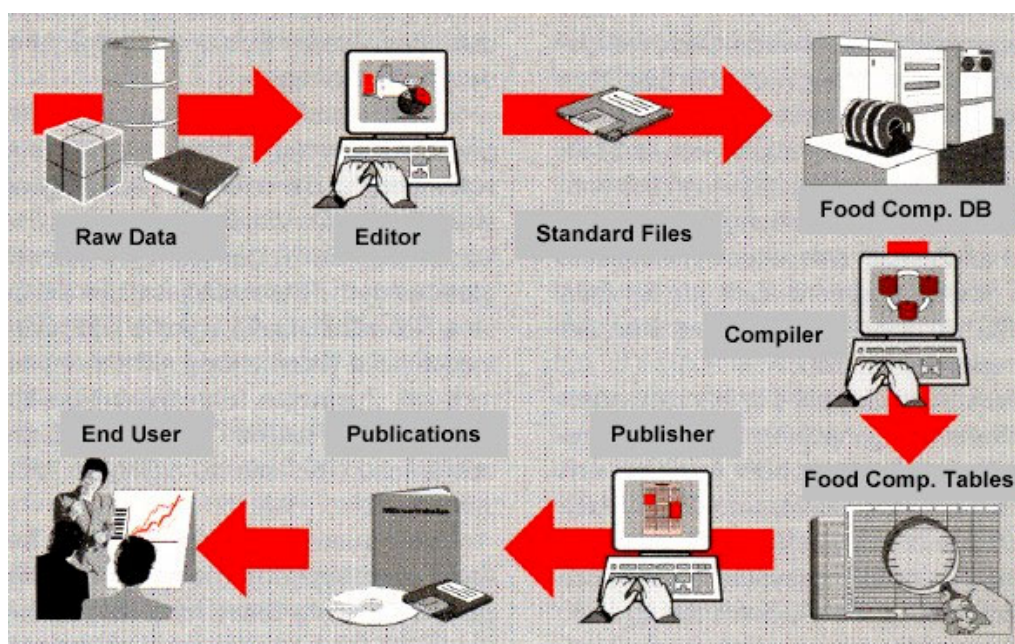 Raw Data
Editor
Standard Files
Food Comp. DB
Compiler
Food Comp. Tables
Publisher
Publications
End User